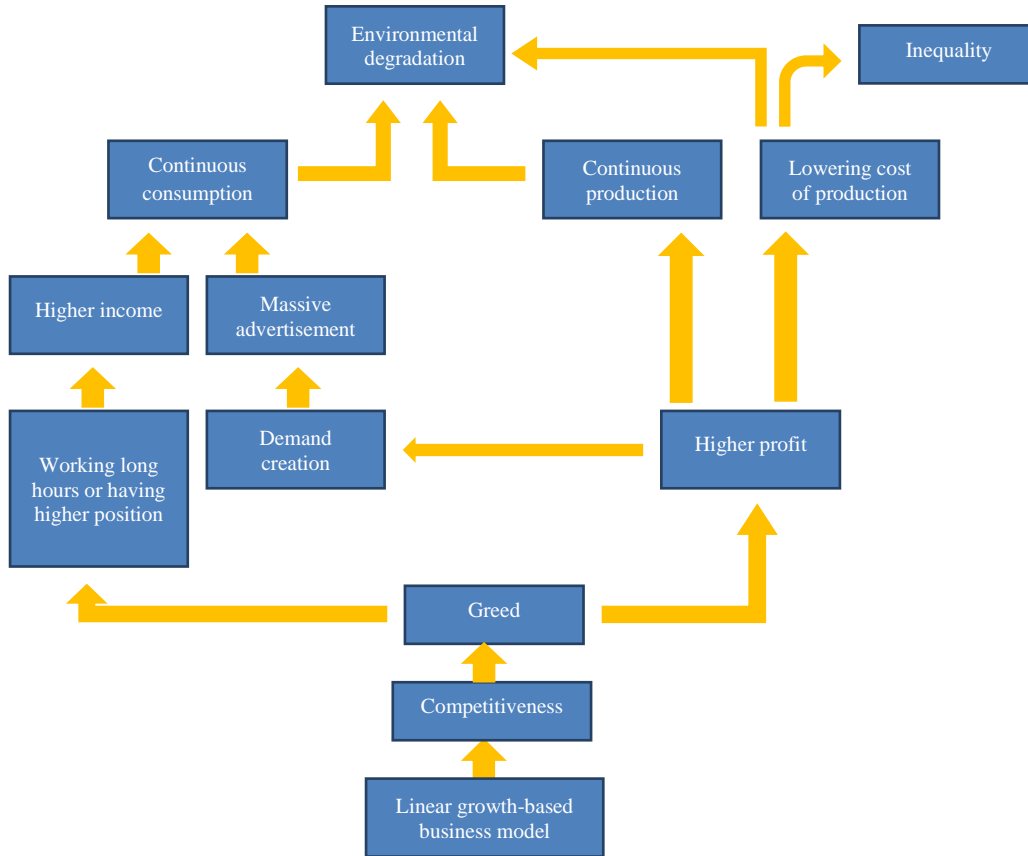 Environmental
degradation
Inequality
Continuous
consumption
Continuous
production
Lowering cost
of production
Higher income
Massive
advertisement
Working long
hours or having
higher position
Demand
creation
Higher profit
Greed
Competitiveness
Linear growth-based
business model